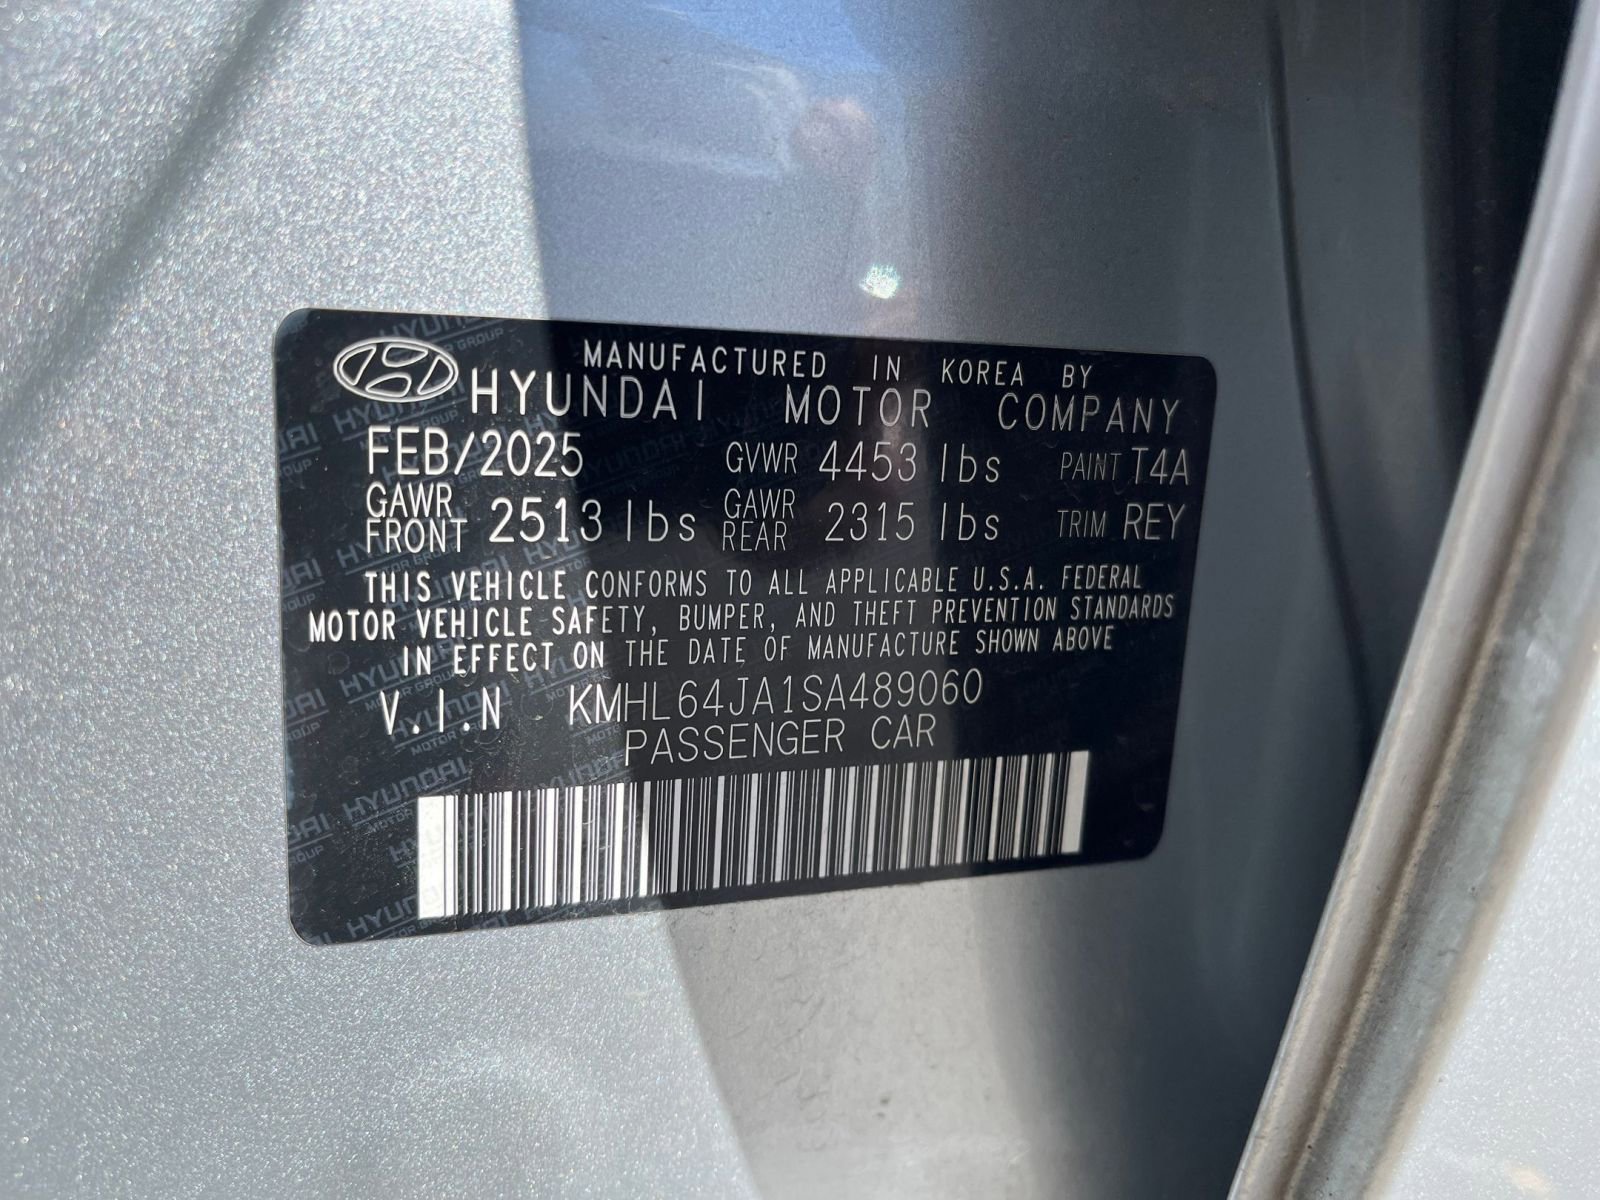 MANUFACTURED IN KOREA BY
HYUNDAI MOTOR COMPANY
FEB/2025 GVWR 4453 lbs PAINT T4A
GAWR FRONT 2513 lbs GAWR REAR 2315 lbs TRIM REY
THIS VEHICLE CONFORMS TO ALL APPLICABLE U.S.A. FEDERAL
MOTOR VEHICLE SAFETY, BUMPER, AND THEFT PREVENTION STANDARDS
IN EFFECT ON THE DATE OF MANUFACTURE SHOWN ABOVE
V.I.N KMHL64JA1SA489060
PASSENGER CAR